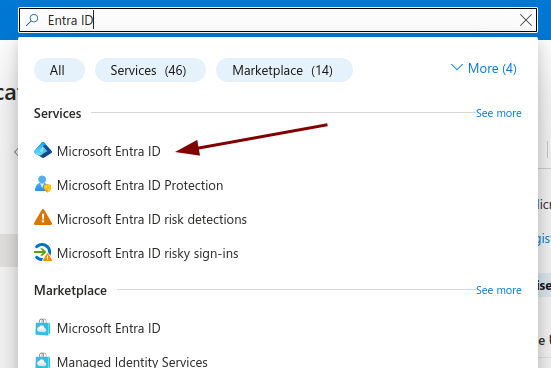 Entra ID
All
Services (46)
Marketplace (14)
More (4)
Services
See more
Microsoft Entra ID
Microsoft Entra ID Protection
Microsoft Entra ID risk detections
Microsoft Entra ID risky sign-ins
Marketplace
See more
Microsoft Entra ID
Managed Identity Services